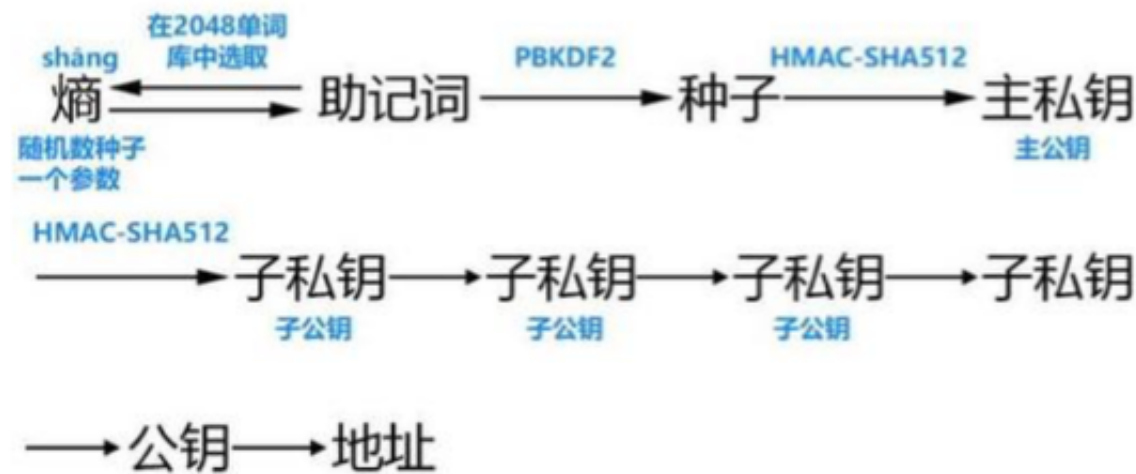 在2048单词
shāng 库中选取 PBKDF2 HMAC-SHA512
熵 助记词 种子 主私钥
随机数种子 主公钥
一个参数
HMAC-SHA512
子私钥 子私钥 子私钥 子私钥
子公钥 子公钥 子公钥
公钥 地址